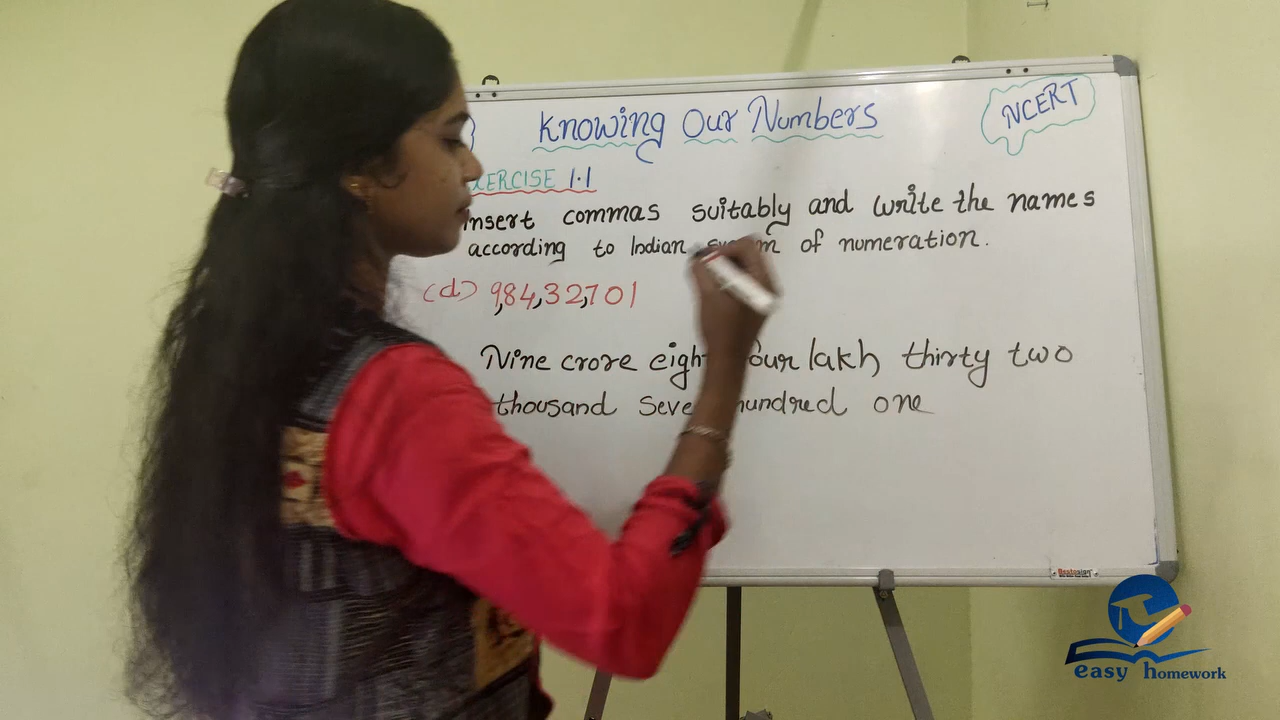 Knowing Our Numbers
NCERT
EXERCISE 1.1
Insert commas suitably and write the names
according to Indian system of numeration.
(d) 9,84,32,701
Nine crore eighty four lakh thirty two
thousand seven hundred one
easy homework